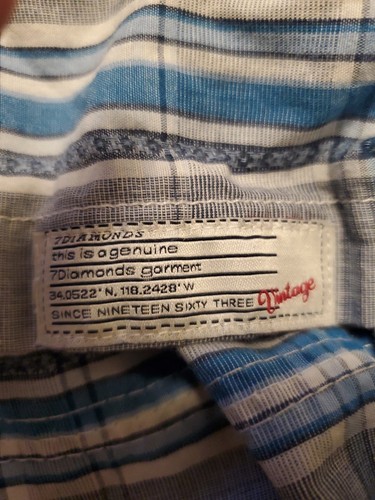 7DIAMONDS
this is a genuine
7Diamonds garment
34.0522° N, 118.2428° W
SINCE NINETEEN SIXTY THREE
Vintage